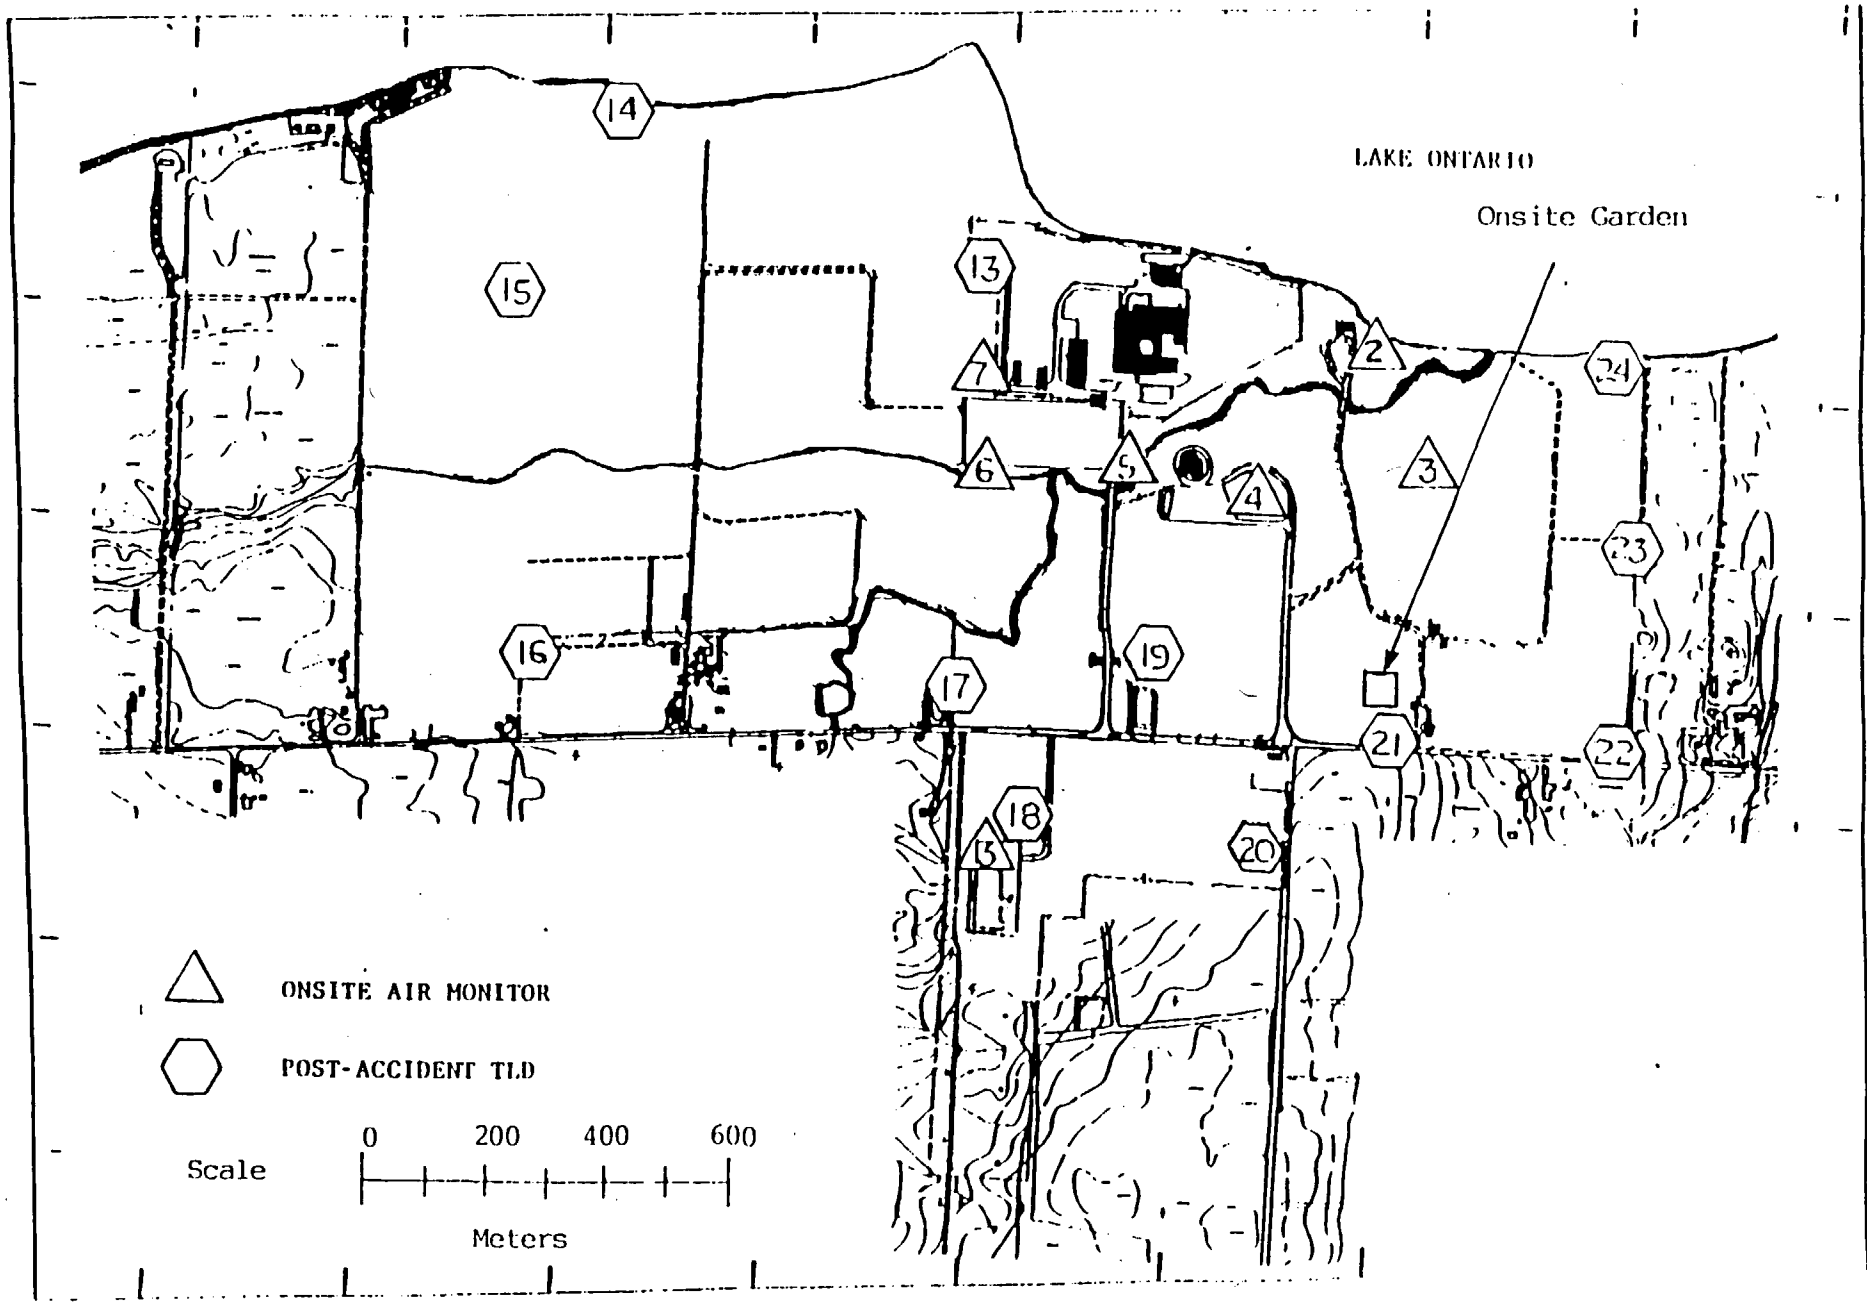 14
LAKE ONTARIO
Onsite Garden
13
15
2
7
24
5
6
3
4
23
16
19
17
21
22
18
13
20
ONSITE AIR MONITOR
POST-ACCIDENT TLD
0 200 400 600
Scale
Meters